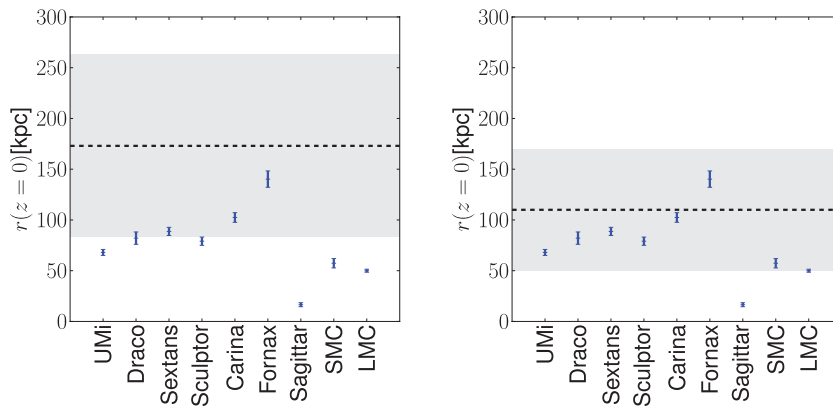 300
250
200
150
100
50
0
r(z = 0)[kpc]
UMi
Draco
Sextans
Sculptor
Carina
Fornax
Sagittar
SMC
LMC
300
250
200
150
100
50
0
r(z = 0)[kpc]
UMi
Draco
Sextans
Sculptor
Carina
Fornax
Sagittar
SMC
LMC